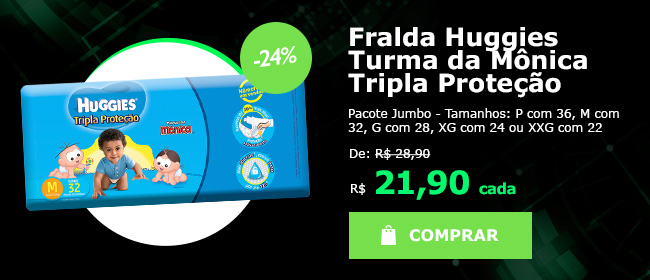 -24%
Fralda Huggies
Turma da Mônica
Tripla Proteção
Pacote Jumbo - Tamanhos: P com 36, M com
32, G com 28, XG com 24 ou XXG com 22
De: R$ 28,90
R$ 21,90 cada
COMPRAR
HUGGIES
Tripla Proteção
mônica
M
32